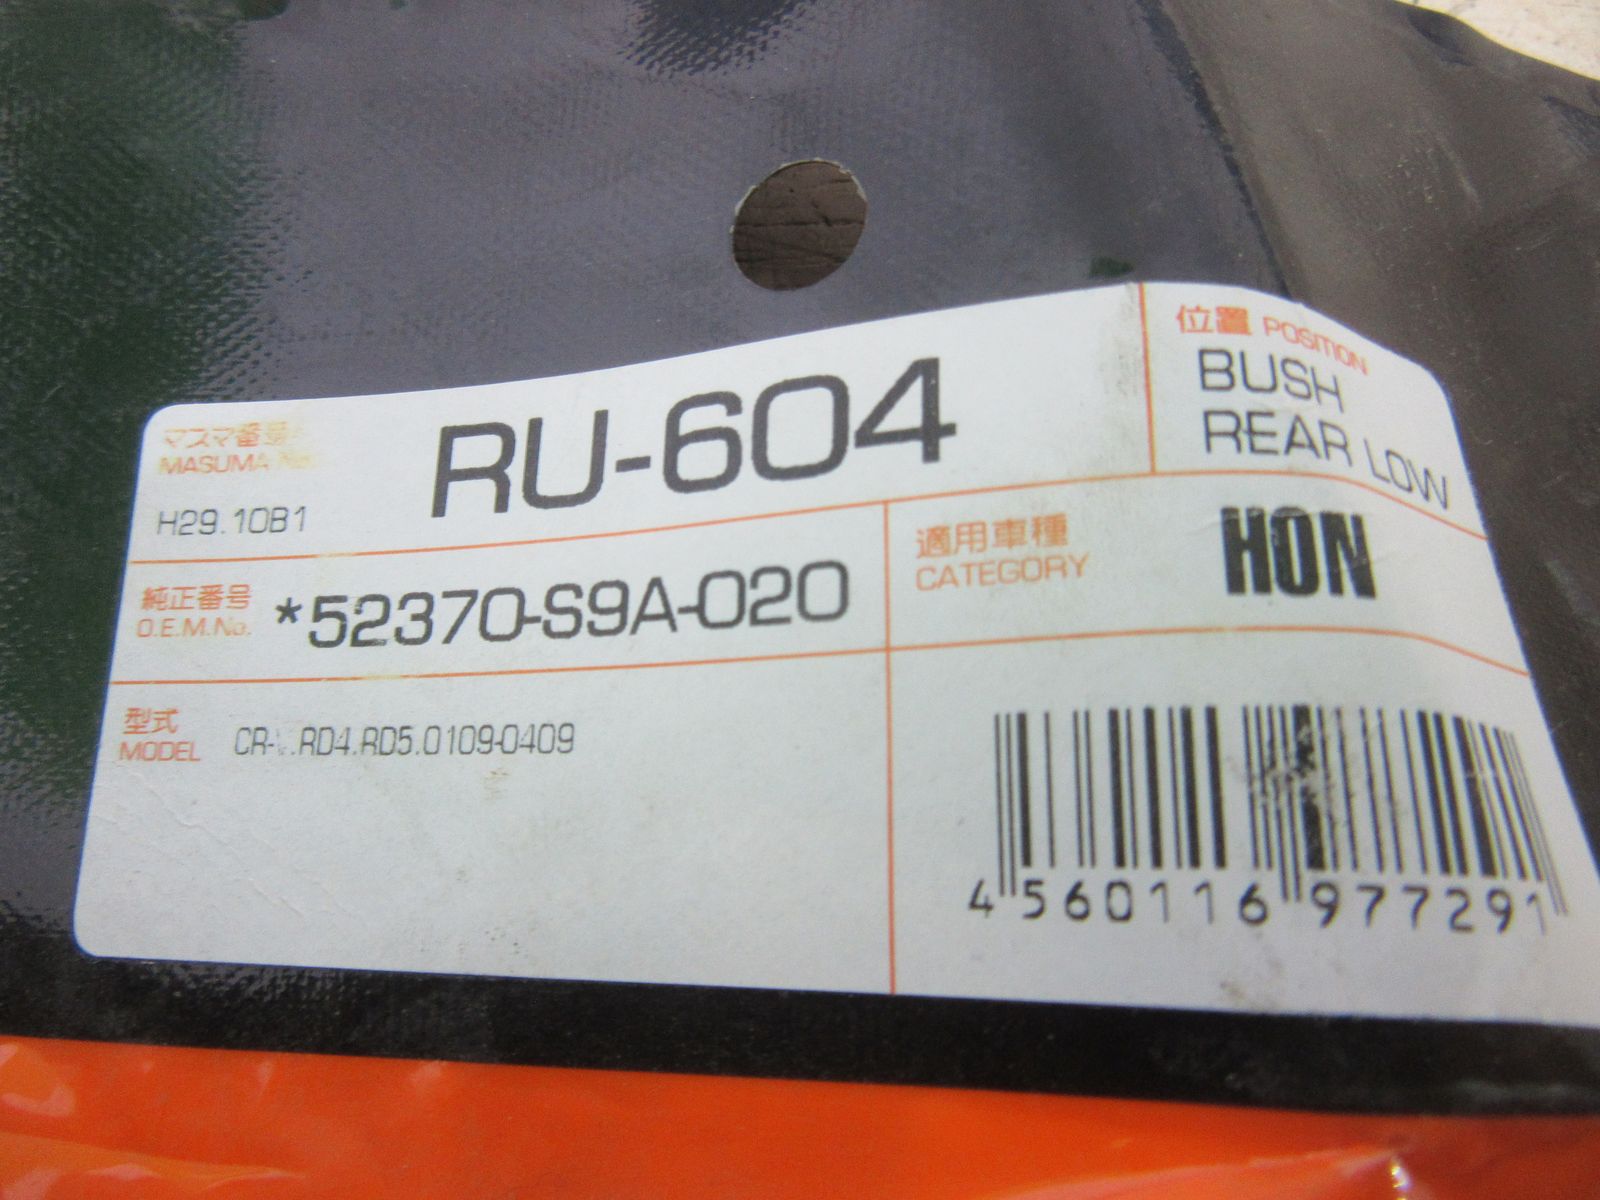 マスマ番号
MASUMA No.
RU-604
H29.10B1
位置 POSITION
BUSH
REAR LOW
純正番号
O.E.M.No.
*52370-S9A-020
適用車種
CATEGORY
HON
型式
MODEL
CR-V.RD4.RD5.0109-0409
4560116977291